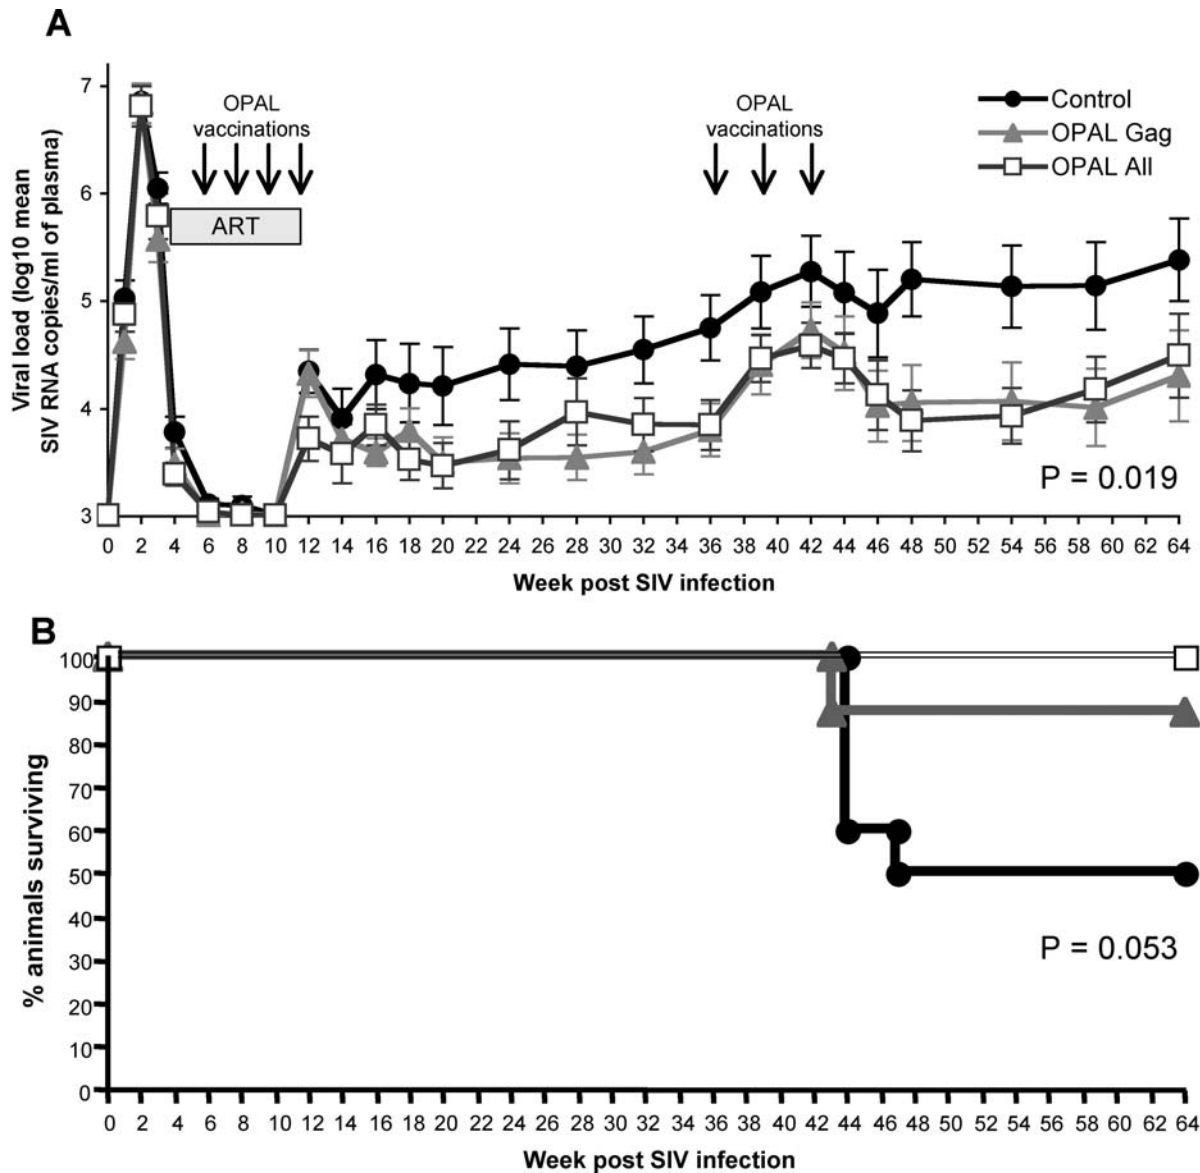 A
Viral load (log10 mean
SIV RNA copies/ml of plasma)
7
6
5
4
3
OPAL
vaccinations
ART
OPAL
vaccinations
Control
OPAL Gag
OPAL All
P = 0.019
0 2 4 6 8 10 12 14 16 18 20 22 24 26 28 30 32 34 36 38 40 42 44 46 48 50 52 54 56 58 60 62 64
Week post SIV infection
B
% animals surviving
100
90
80
70
60
50
40
30
20
10
0
P = 0.053
0 2 4 6 8 10 12 14 16 18 20 22 24 26 28 30 32 34 36 38 40 42 44 46 48 50 52 54 56 58 60 62 64
Week post SIV infection